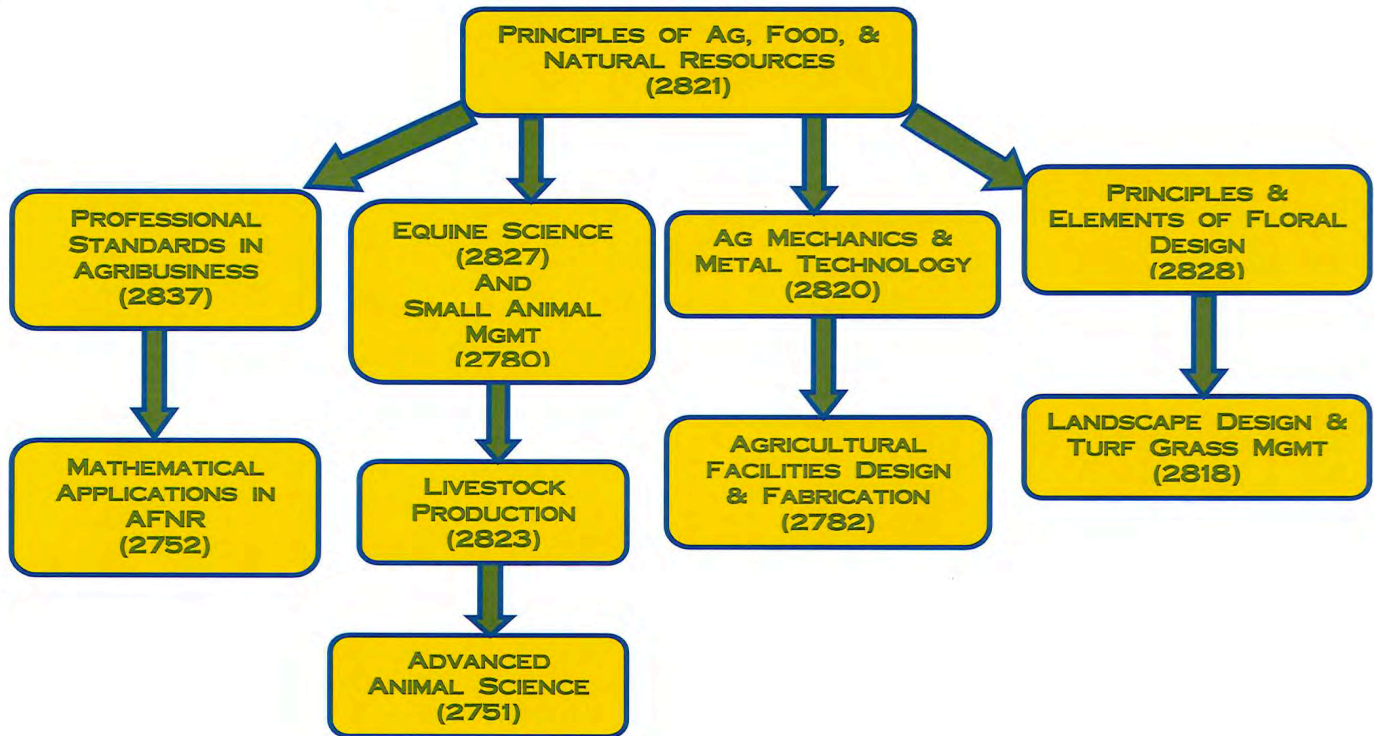 PRINCIPLES OF AG, FOOD, &
NATURAL RESOURCES
(2821)
PROFESSIONAL
STANDARDS IN
AGRIBUSINESS
(2837)
EQUINE SCIENCE
(2827)
AND
SMALL ANIMAL
MGMT
(2780)
AG MECHANICS &
METAL TECHNOLOGY
(2820)
PRINCIPLES &
ELEMENTS OF FLORAL
DESIGN
(2828)
MATHEMATICAL
APPLICATIONS IN
AFNR
(2752)
LIVESTOCK
PRODUCTION
(2823)
AGRICULTURAL
FACILITIES DESIGN
& FABRICATION
(2782)
LANDSCAPE DESIGN &
TURF GRASS MGMT
(2818)
ADVANCED
ANIMAL SCIENCE
(2751)